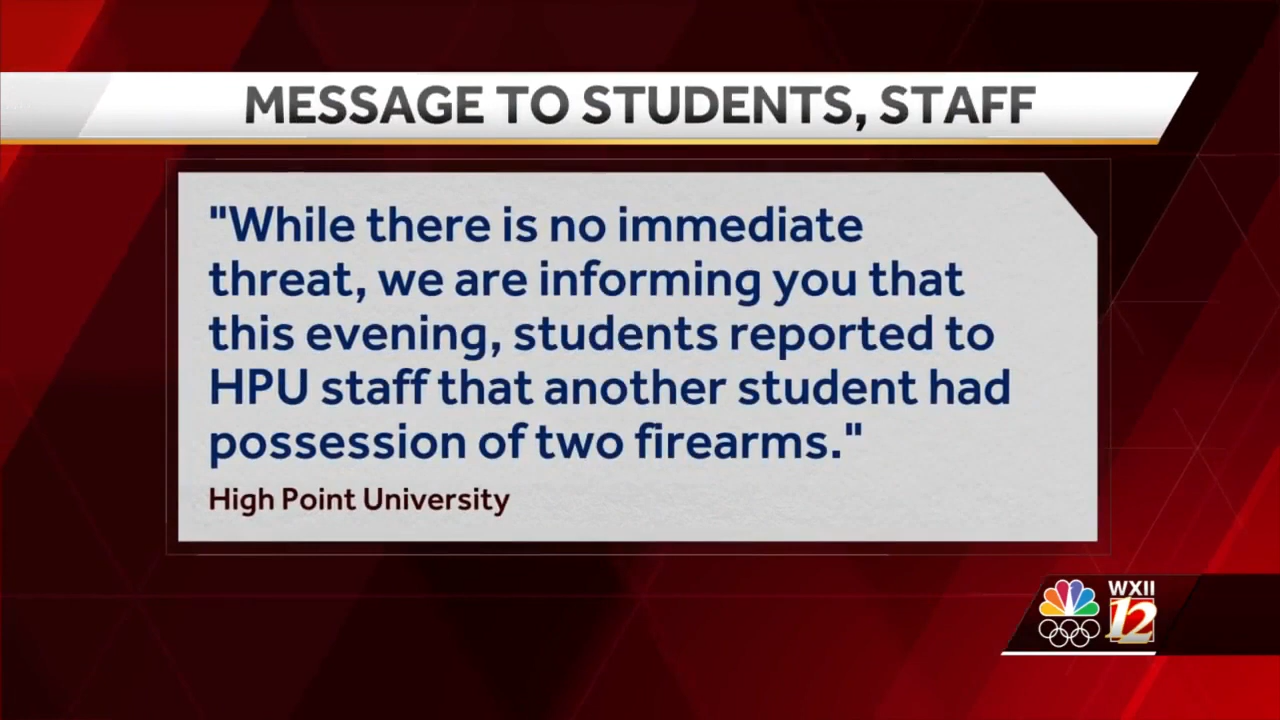 MESSAGE TO STUDENTS, STAFF
"While there is no immediate
threat, we are informing you that
this evening, students reported to
HPU staff that another student had
possession of two firearms."
High Point University
WXII
12